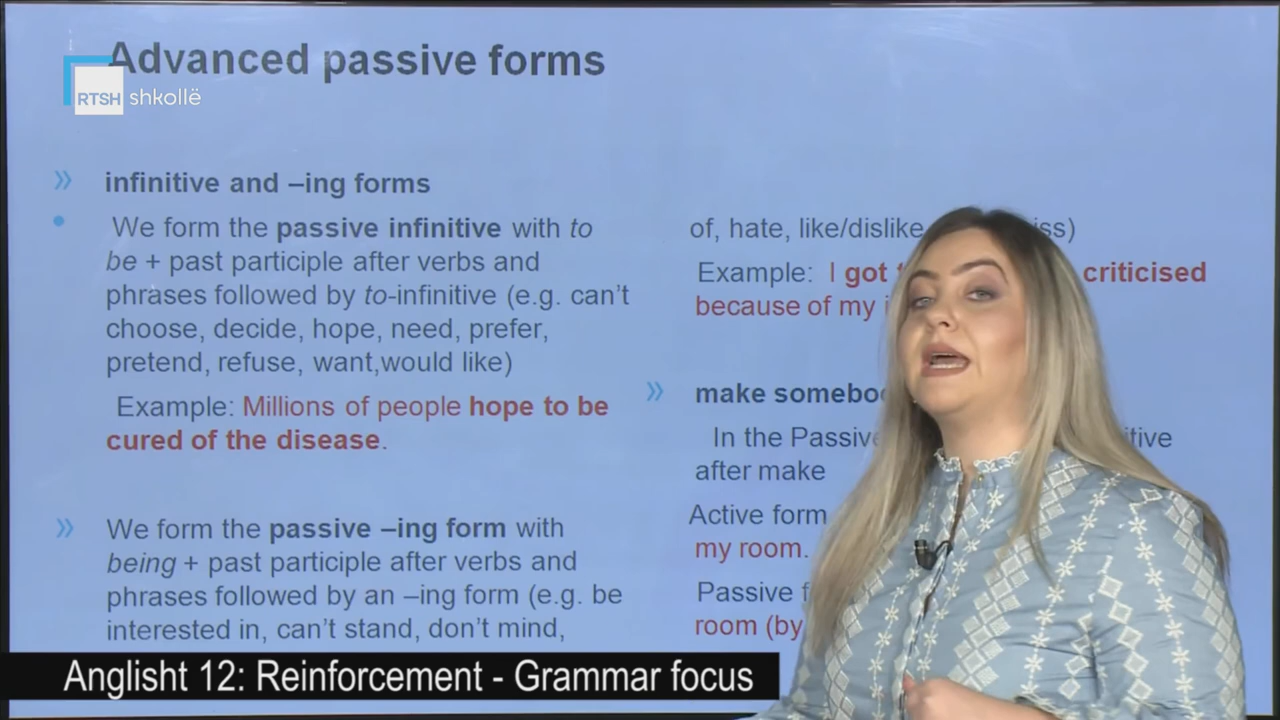 Advanced passive forms
RTSH shkollë
» infinitive and –ing forms
• We form the passive infinitive with to
be + past participle after verbs and
phrases followed by to-infinitive (e.g. can't
choose, decide, hope, need, prefer,
pretend, refuse, want,would like)
Example: Millions of people hope to be
cured of the disease.
» We form the passive –ing form with
being + past participle after verbs and
phrases followed by an –ing form (e.g. be
interested in, can't stand, don't mind,
of, hate, like/dislike
Example: I got criticised
because of my
» make
In the Passive
after make
Active form
my room.
Passive
room (by
Anglisht 12: Reinforcement - Grammar focus